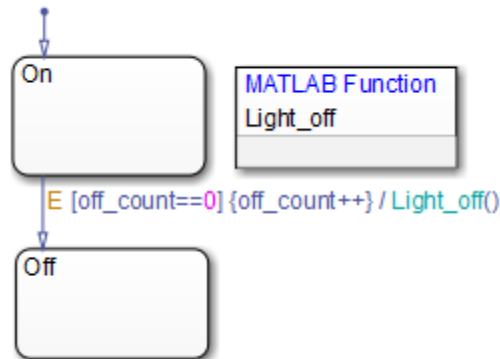 On
MATLAB Function
Light_off
E [off_count==0] {off_count++} / Light_off()
Off